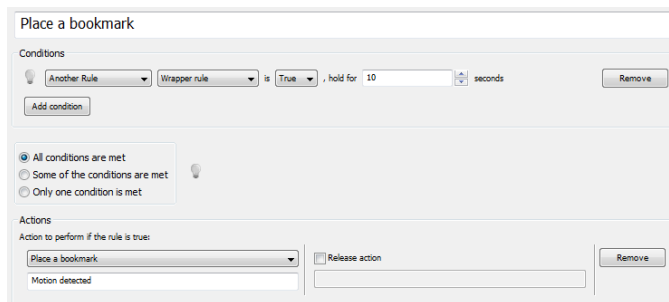 Place a bookmark
Conditions
Another Rule Wrapper rule is True , hold for 10 seconds Remove
Add condition
All conditions are met
Some of the conditions are met
Only one condition is met
Actions
Action to perform if the rule is true:
Place a bookmark Release action Remove
Motion detected